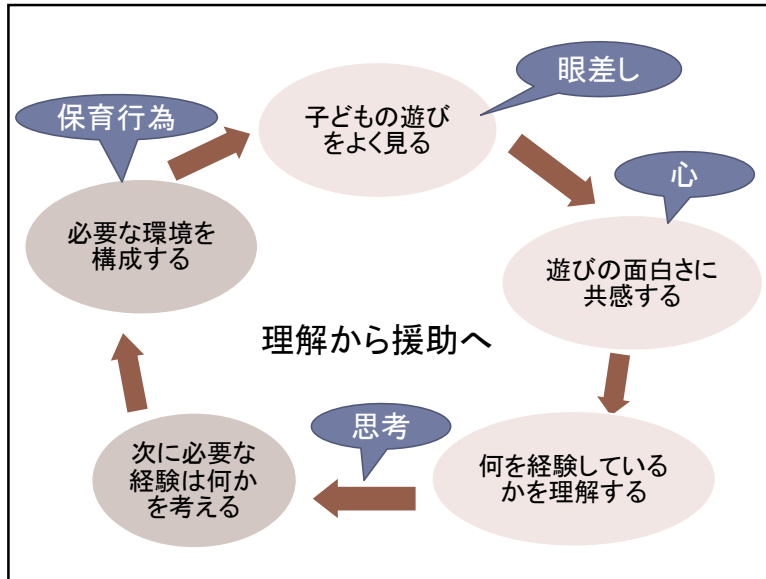 眼差し
子どもの遊び
をよく見る
保育行為
心
必要な環境を
構成する
遊びの面白さに
共感する
理解から援助へ
思考
次に必要な
経験は何か
を考える
何を経験している
かを理解する